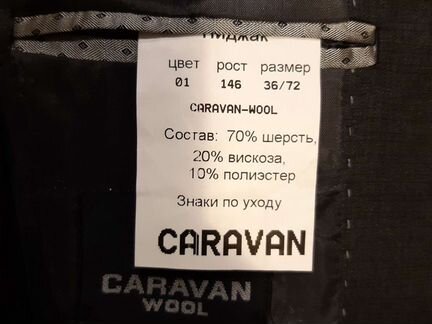 Пиджак
цвет рост размер
01 146 36/72
CARAVAN-WOOL
Состав: 70% шерсть,
20% вискоза,
10% полиэстер
Знаки по уходу
CARAVAN
CARAVAN
WOOL